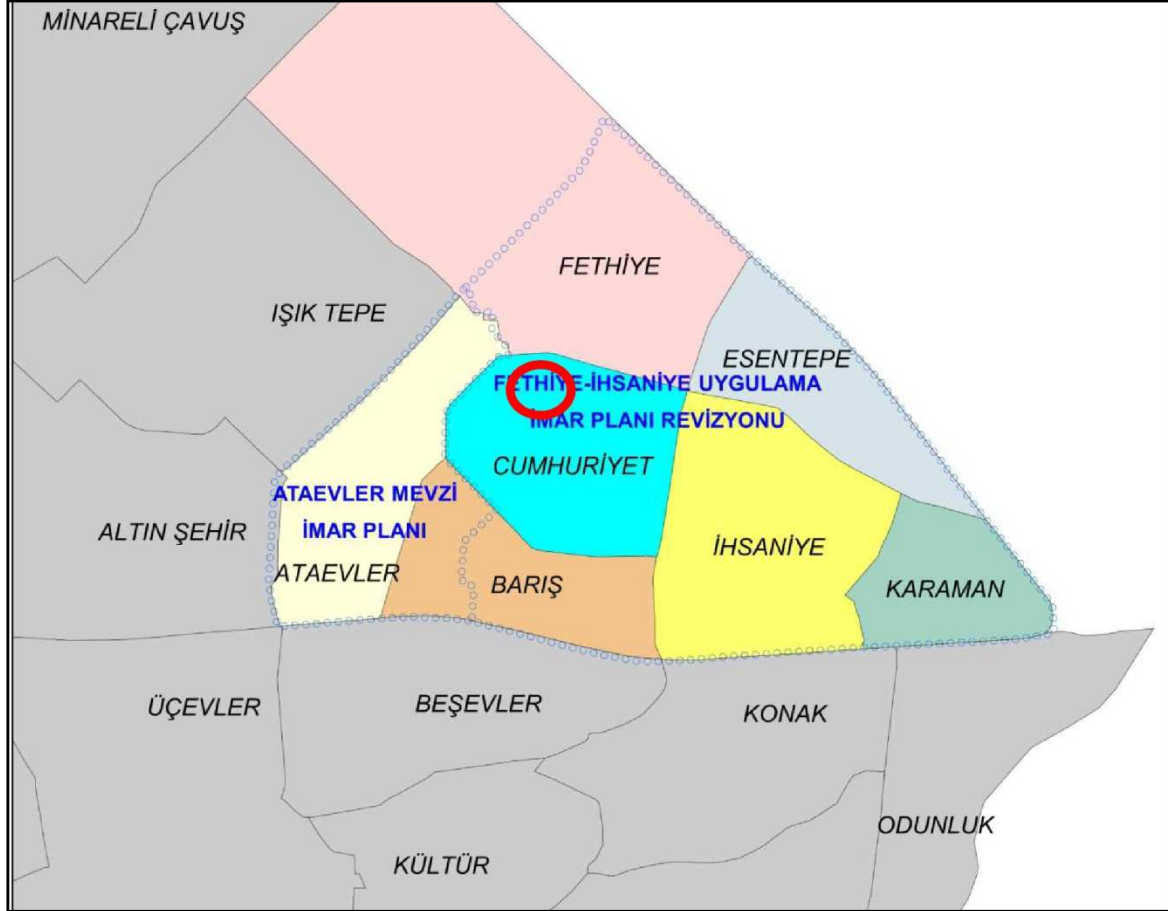 MİNARELİ ÇAVUŞ
FETHİYE
IŞIK TEPE
ESENTEPE
FETHİYE-İHSANİYE UYGULAMA
İMAR PLANI REVİZYONU
CUMHURİYET
ATAEVLER MEVZİ
İMAR PLANI
ALTIN ŞEHİR
İHSANİYE
ATAEVLER
BARIŞ
KARAMAN
ÜÇEVLER
BEŞEVLER
KONAK
ODUNLUK
KÜLTÜR